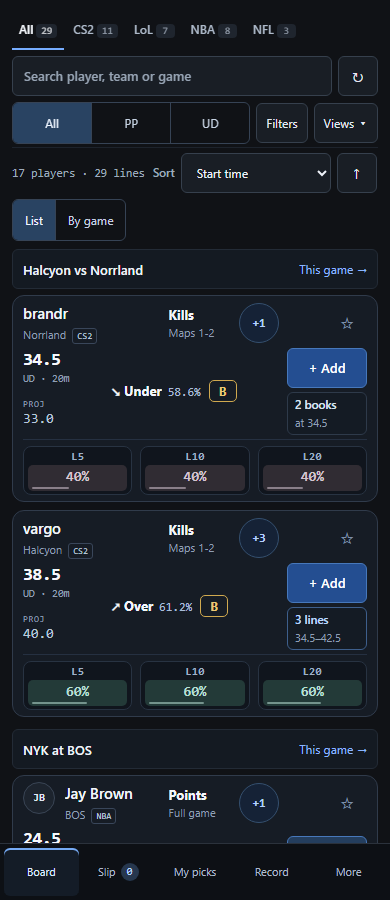 All 29 CS2 11 LoL 7 NBA 8 NFL 3
Search player, team or game ↻
All PP UD Filters Views ▾
17 players · 29 lines Sort Start time ↑
List By game
Halcyon vs Norrland This game →
brandr Kills +1 ☆
Norrland CS2 Maps 1-2
34.5 + Add
UD · 20m
↘ Under 58.6% B
PROJ 2 books
33.0 at 34.5
L5 L10 L20
40% 40% 40%
vargo Kills +3 ☆
Halcyon CS2 Maps 1-2
38.5 + Add
UD · 20m
↗ Over 61.2% B
PROJ 3 lines
40.0 34.5–42.5
L5 L10 L20
60% 60% 60%
NYK at BOS This game →
JB Jay Brown Points +1 ☆
BOS NBA Full game
24.5
Board Slip 0 My picks Record More